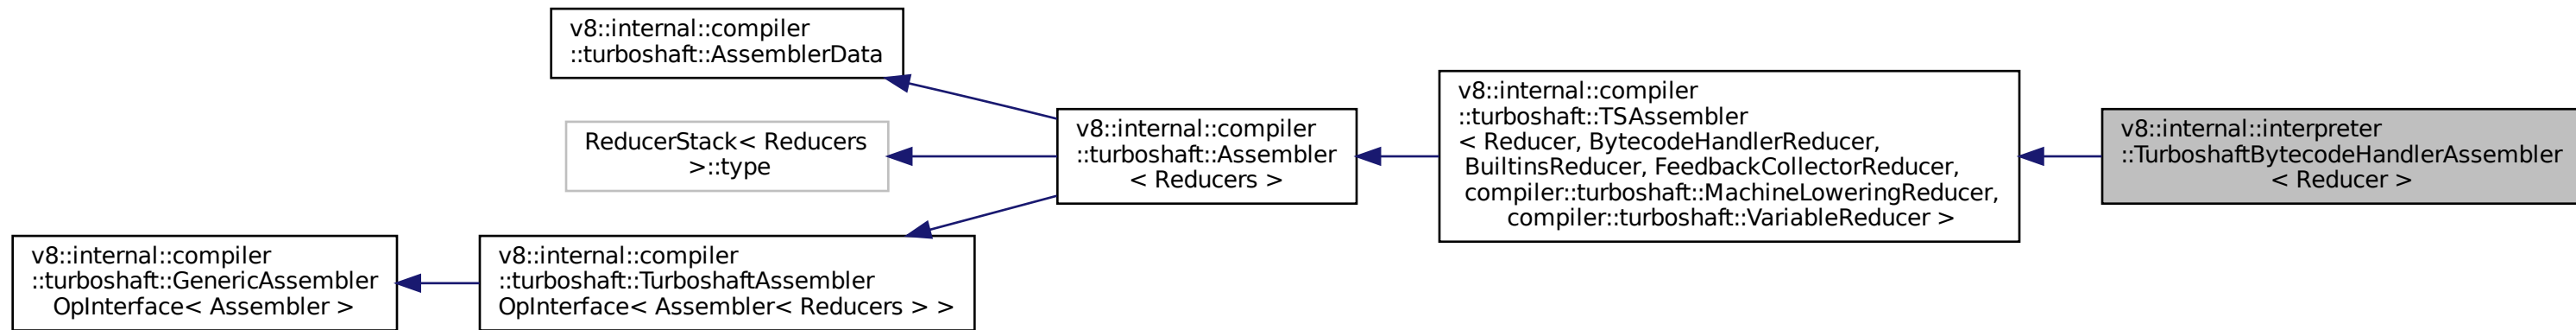 v8::internal::compiler
::turboshaft::AssemblerData
ReducerStack< Reducers
>::type
v8::internal::compiler
::turboshaft::GenericAssembler
OpInterface< Assembler >
v8::internal::compiler
::turboshaft::TurboshaftAssembler
OpInterface< Assembler< Reducers > >
v8::internal::compiler
::turboshaft::Assembler
< Reducers >
v8::internal::compiler
::turboshaft::TSAssembler
< Reducer, BytecodeHandlerReducer,
BuiltinsReducer, FeedbackCollectorReducer,
compiler::turboshaft::MachineLoweringReducer,
compiler::turboshaft::VariableReducer >
v8::internal::interpreter
::TurboshaftBytecodeHandlerAssembler
< Reducer >